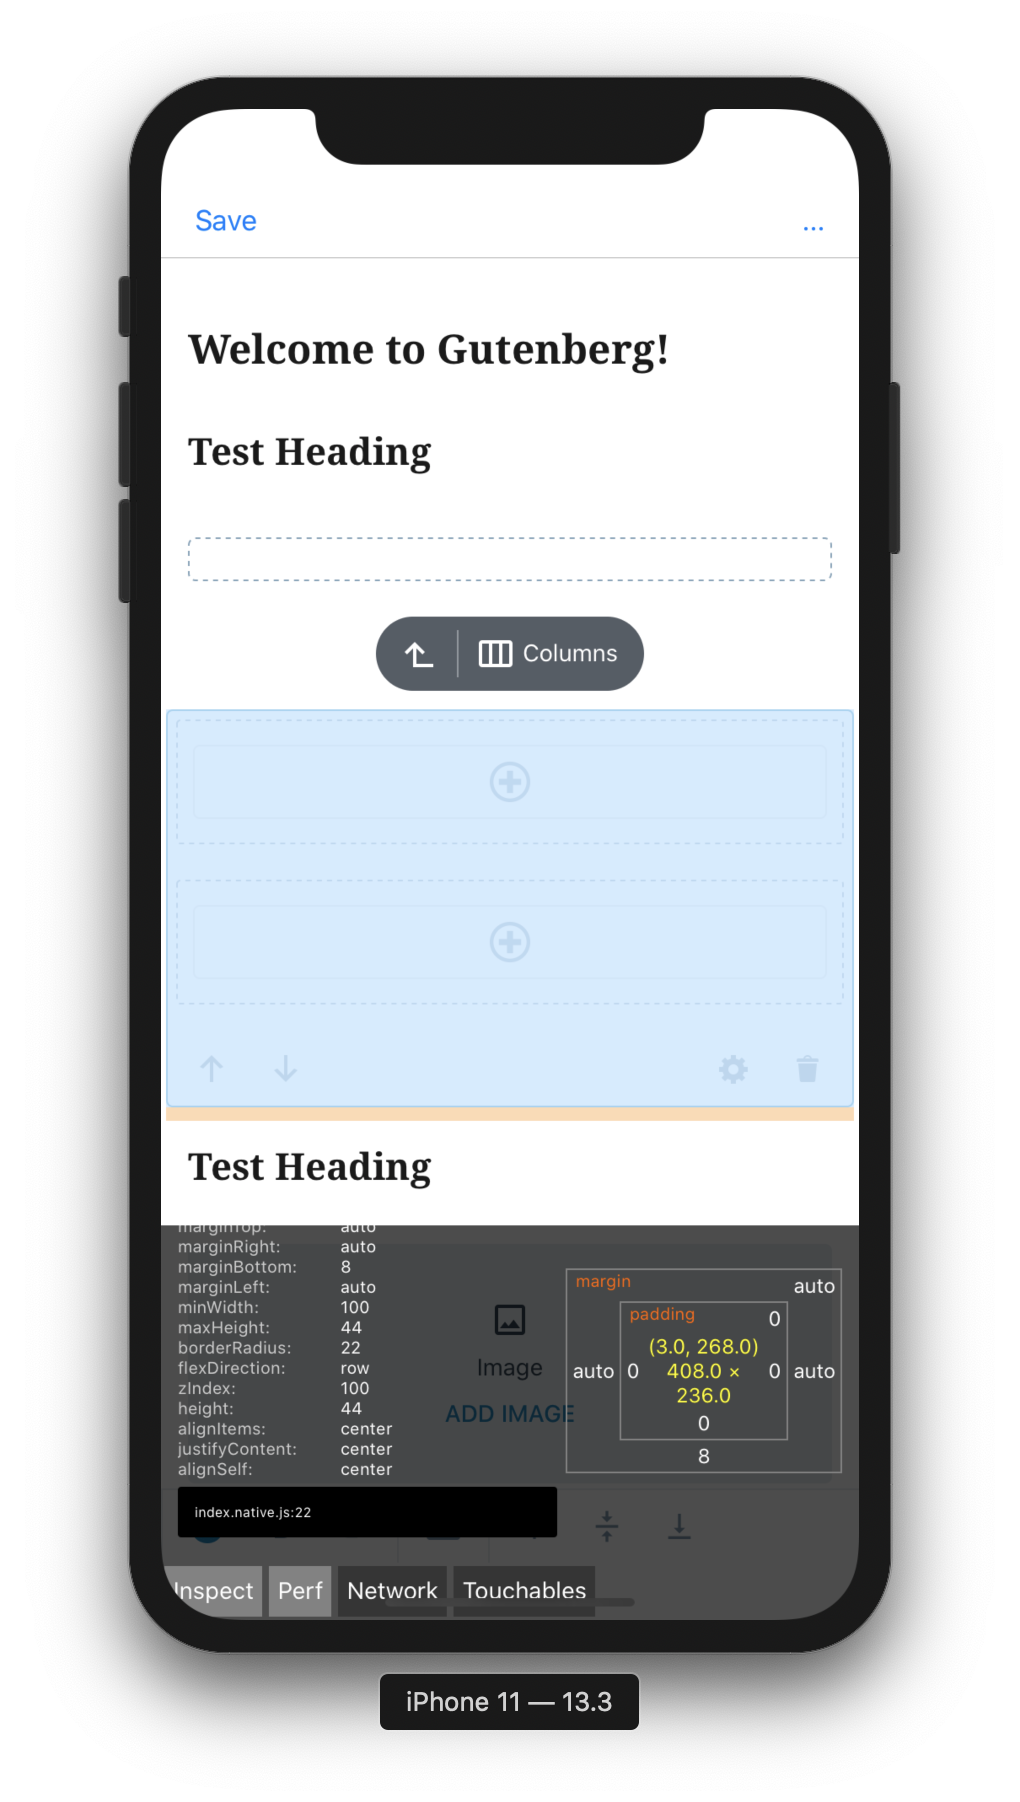 Save
...
Welcome to Gutenberg!
Test Heading
Columns
Test Heading
marginTop: auto
marginRight: auto
marginBottom: 8
marginLeft: auto
minWidth: 100
maxHeight: 44
borderRadius: 22
flexDirection: row
zIndex: 100
height: 44
alignItems: center
justifyContent: center
alignSelf: center
Image
ADD IMAGE
margin auto
padding 0
(3.0, 268.0)
auto 0 408.0 × 0 auto
236.0
0
8
index.native.js:22
Inspect Perf Network Touchables
iPhone 11 — 13.3